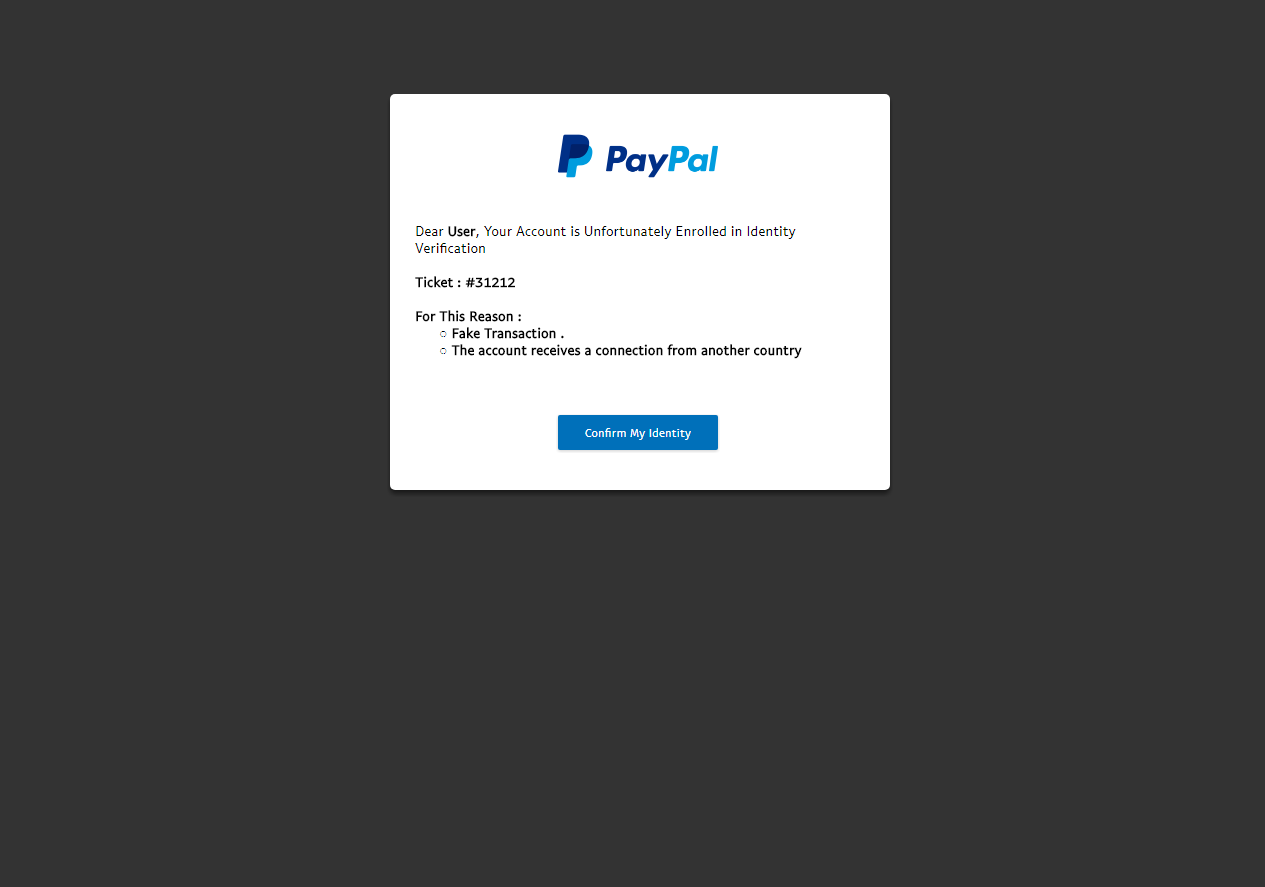 PayPal
Dear User, Your Account is Unfortunately Enrolled in Identity
Verification
Ticket : #31212
For This Reason :
○ Fake Transaction .
○ The account receives a connection from another country
Confirm My Identity